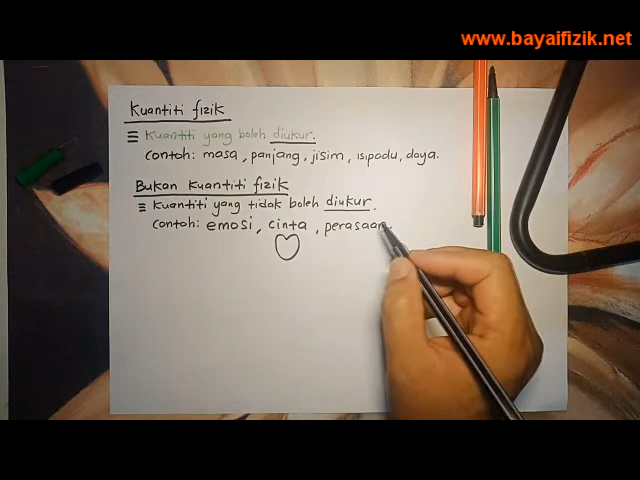 www.bayaifizik.net
Kuantiti fizik
≡ Kuantiti yang boleh diukur.
Contoh: masa, panjang, jisim, isipadu, daya.
Bukan kuantiti fizik
≡ Kuantiti yang tidak boleh diukur.
Contoh: emosi, cinta, perasaan.